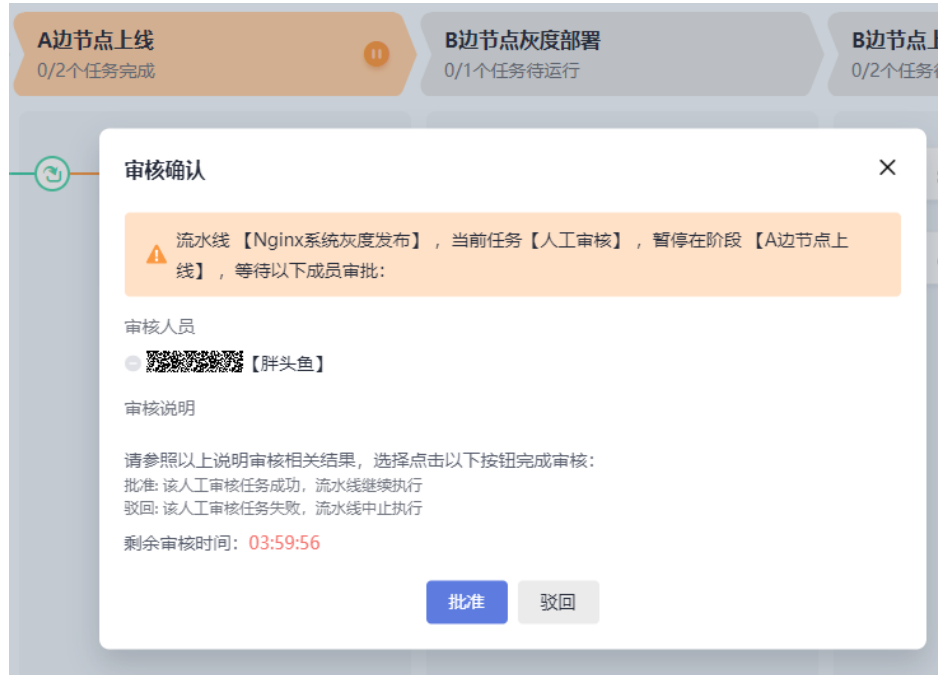 A边节点上线
0/2个任务完成
B边节点灰度部署
0/1个任务待运行
B边节点
0/2个任务
审核确认
流水线 【Nginx系统灰度发布】 ，当前任务【人工审核】 ，暂停在阶段 【A边节点上
线】 ，等待以下成员审批：
审核人员
【胖头鱼】
审核说明
请参照以上说明审核相关结果，选择点击以下按钮完成审核：
批准: 该人工审核任务成功，流水线继续执行
驳回: 该人工审核任务失败，流水线中止执行
剩余审核时间：03:59:56
批准
驳回